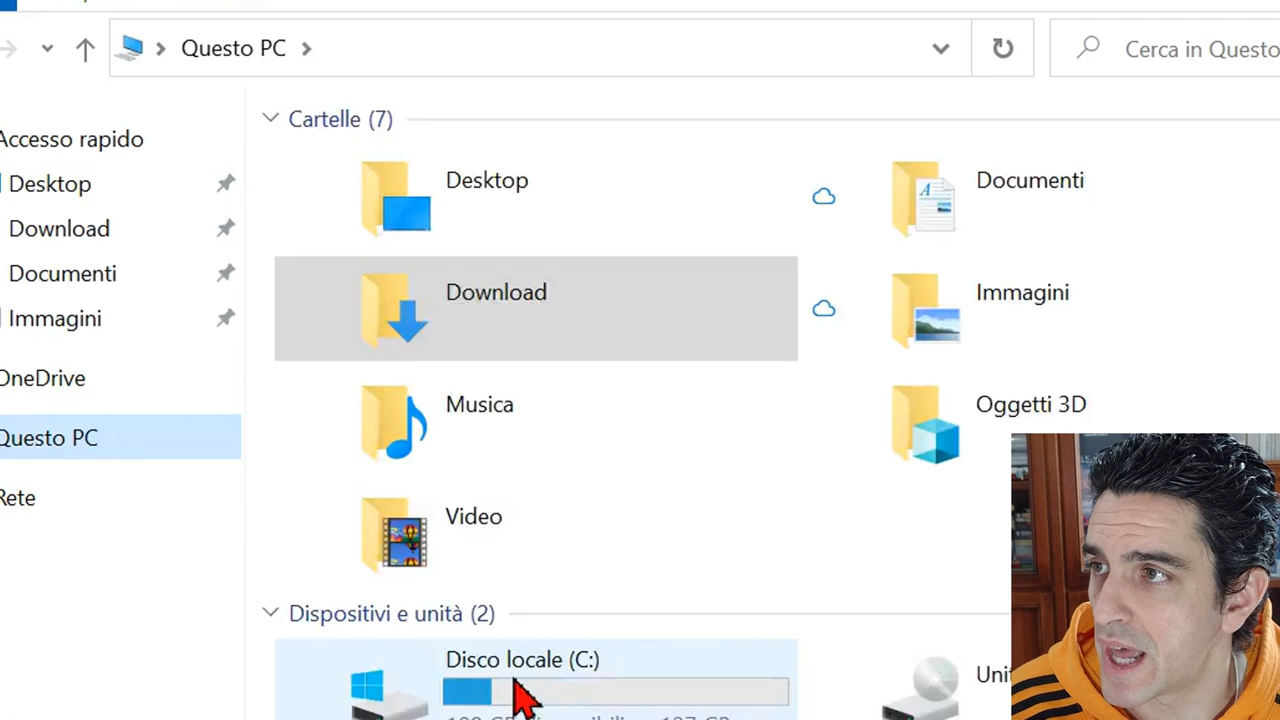 Questo PC
Cerca in Questo
Cartelle (7)
Accesso rapido
Desktop
Download
Documenti
Immagini
OneDrive
Questo PC
Rete
Desktop
Documenti
Download
Immagini
Musica
Oggetti 3D
Video
Dispositivi e unità (2)
Disco locale (C:)